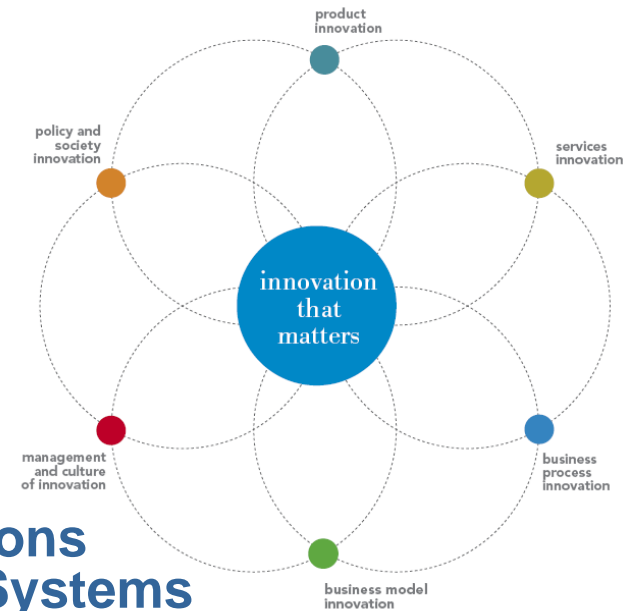 product
innovation
policy and
society
innovation
services
innovation
innovation
that
matters
management
and culture
of innovation
business
process
innovation
ons
Systems
business model
innovation